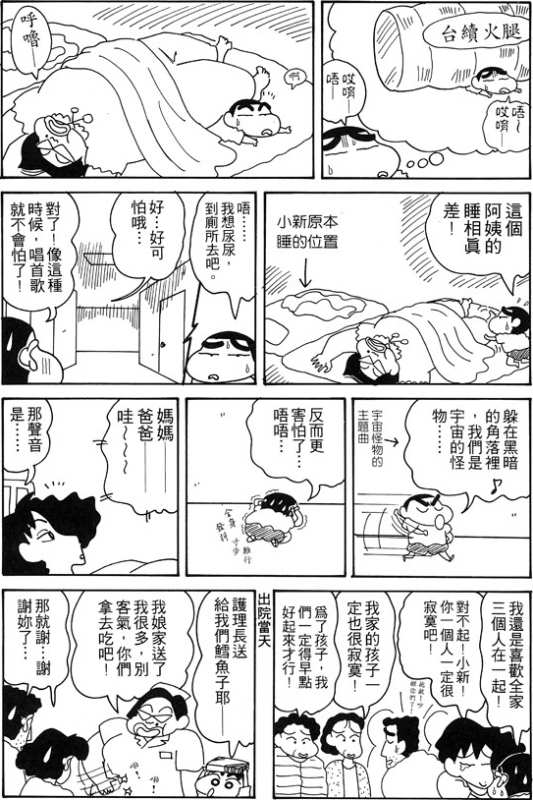 台續火腿
唔～
哎唷—
哎唷—
唔—
啊
呼嚕—
這個
阿姨的
睡相真
差！
小新原本
睡的位置
唔……
我想尿尿，
到廁所去吧。
好…好可
怕哦…
對了！像這種
時候，唱首歌
就不會怕了！
躲在黑暗
的角落裡
，我們是
宇宙的怪
物……♪
宇宙怪物的
主題曲
反而更
害怕了…
唔唔…
全身
發抖
寸步
難行
媽媽
爸爸
哇～～～
那聲音
是……
我還是喜歡全家
三個人在一起！
對不起！小新！
你一個人一定很
寂寞吧！
我家的孩子一
定也很寂寞！
為了孩子，我
們一定得早點
好起來才行！
出院當天
護理長送
給我們鱈魚子耶—
我娘家送了
我很多，別
客氣，你們
拿去吃吧！
那就謝…謝
謝妳了…